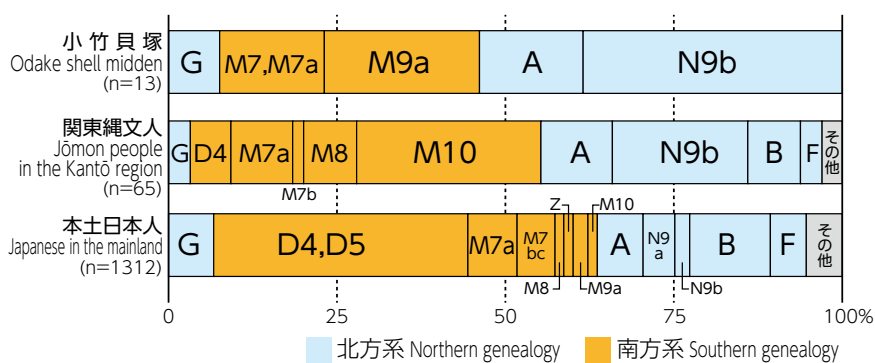 小竹貝塚
Odake shell midden
(n=13)
G M7,M7a M9a A N9b
関東縄文人
Jōmon people
in the Kantō region
(n=65)
G D4 M7a M8 M10 A N9b B F その他
M7b
Z M10
本土日本人
Japanese in the mainland
(n=1312)
G D4,D5 M7a M7bc A N9a B F その他
M8 M9a N9b
0 25 50 75 100%
北方系 Northern genealogy 南方系 Southern genealogy